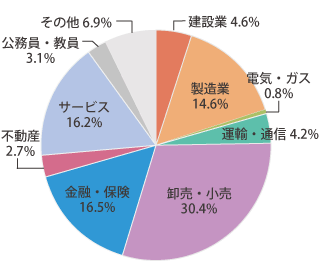 建設業 4.6%
製造業
14.6%
電気・ガス
0.8%
運輸・通信 4.2%
卸売・小売
30.4%
金融・保険
16.5%
不動産
2.7%
サービス
16.2%
公務員・教員
3.1%
その他 6.9%